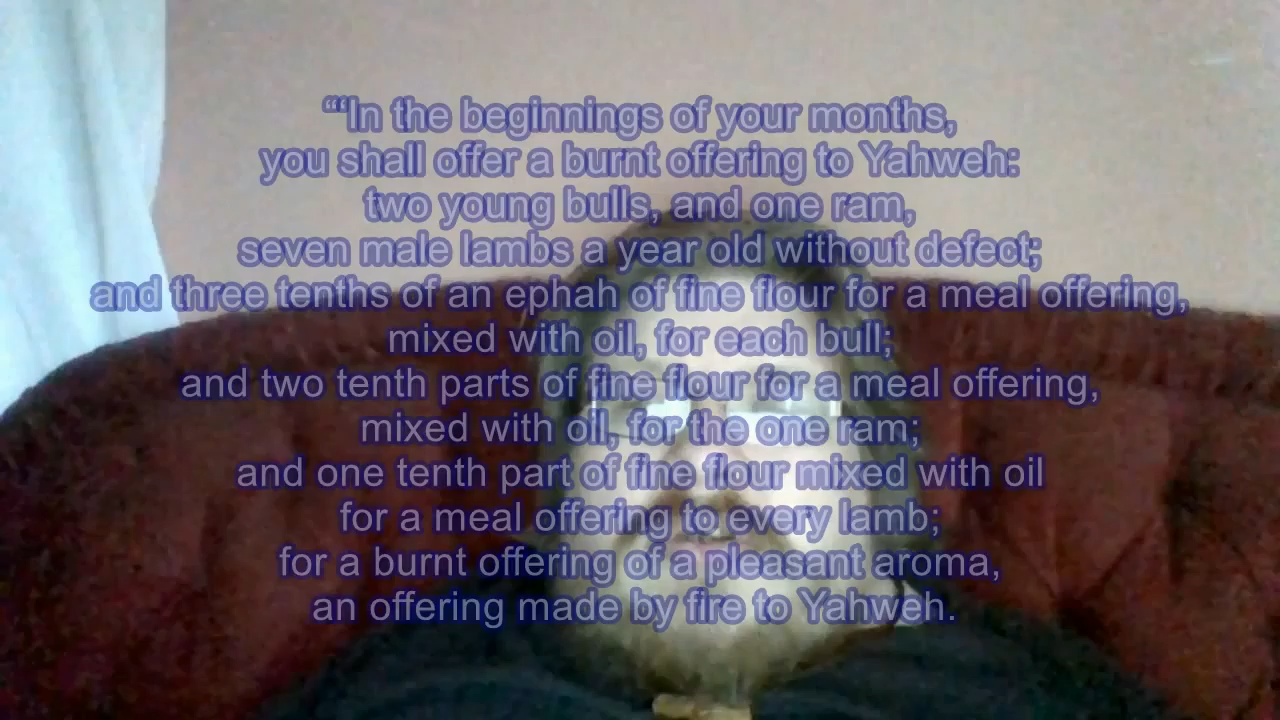 “‘In the beginnings of your months,
you shall offer a burnt offering to Yahweh:
two young bulls, and one ram,
seven male lambs a year old without defect;
and three tenths of an ephah of fine flour for a meal offering,
mixed with oil, for each bull;
and two tenth parts of fine flour for a meal offering,
mixed with oil, for the one ram;
and one tenth part of fine flour mixed with oil
for a meal offering to every lamb;
for a burnt offering of a pleasant aroma,
an offering made by fire to Yahweh.